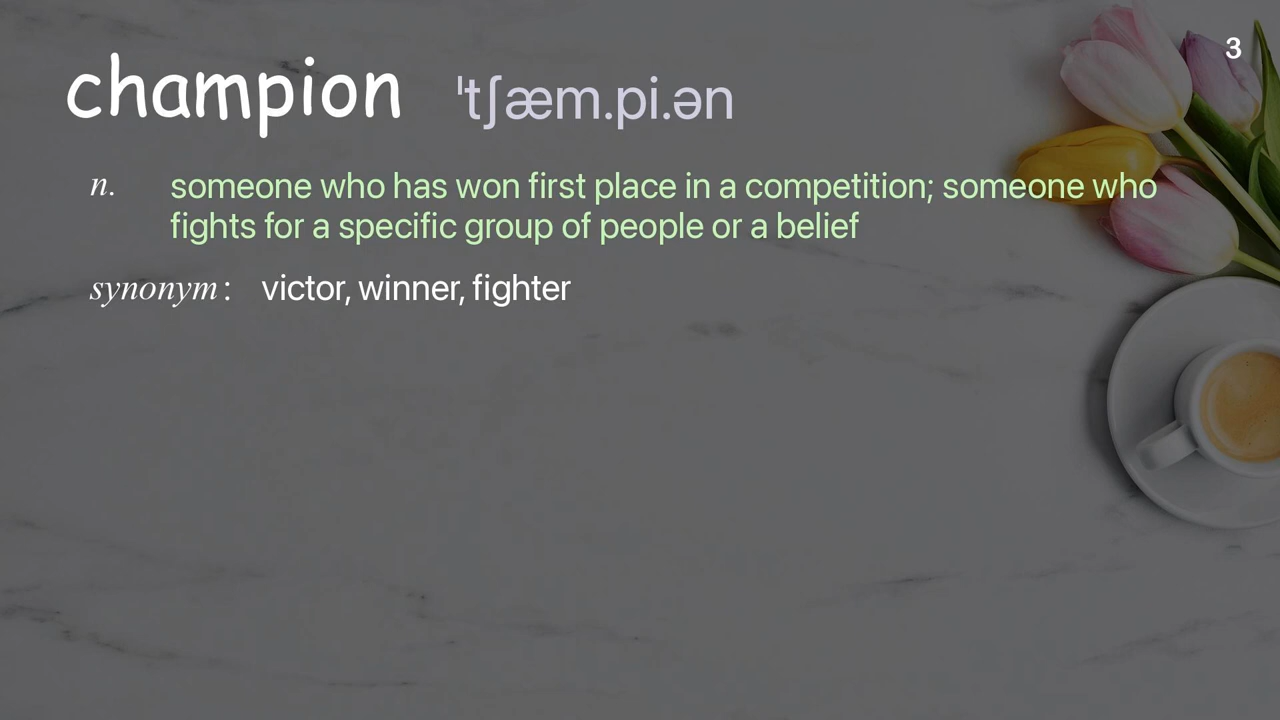 3
champion ˈtʃæm.pi.ən
n. someone who has won first place in a competition; someone who
fights for a specific group of people or a belief
synonym : victor, winner, fighter